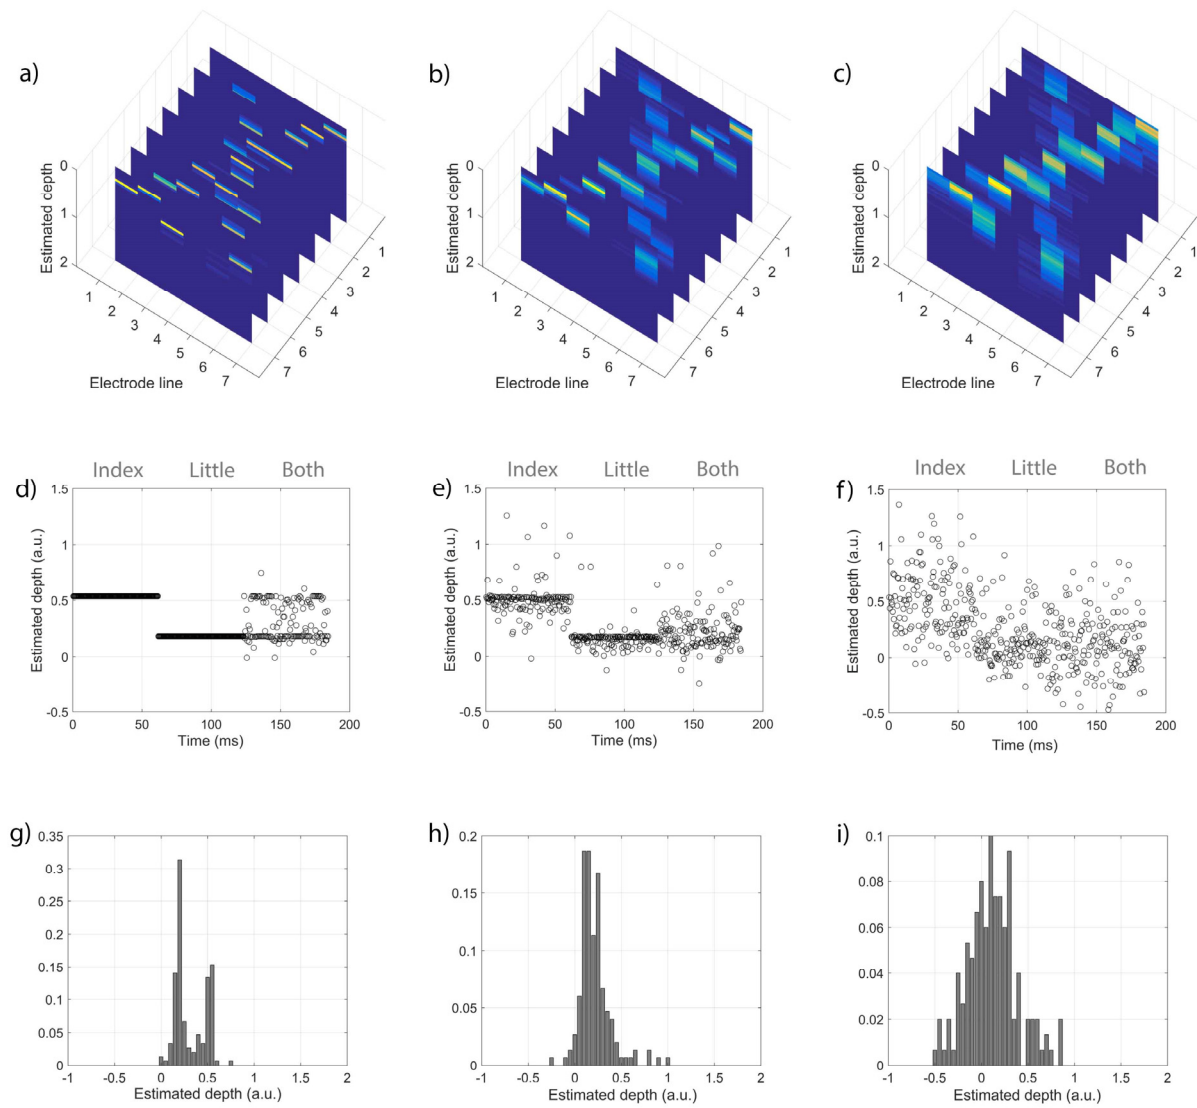 a)
b)
c)
Estimated depth
0
1
2
1
2
3
4
5
6
7
1
2
3
4
5
6
7
Electrode line
Estimated depth
0
1
2
1
2
3
4
5
6
7
1
2
3
4
5
6
7
Electrode line
Estimated depth
0
1
2
1
2
3
4
5
6
7
1
2
3
4
5
6
7
Electrode line
d)
Index Little Both
Estimated depth (a.u.)
1.5
1
0.5
0
-0.5
0 50 100 150 200
Time (ms)
e)
Index Little Both
Estimated depth (a.u.)
1.5
1
0.5
0
-0.5
0 50 100 150 200
Time (ms)
f)
Index Little Both
Estimated depth (a.u.)
1.5
1
0.5
0
-0.5
0 50 100 150 200
Time (ms)
g)
0.35
0.3
0.25
0.2
0.15
0.1
0.05
0
-1 -0.5 0 0.5 1 1.5 2
Estimated depth (a.u.)
h)
0.2
0.15
0.1
0.05
0
-1 -0.5 0 0.5 1 1.5 2
Estimated depth (a.u.)
i)
0.1
0.08
0.06
0.04
0.02
0
-1 -0.5 0 0.5 1 1.5 2
Estimated depth (a.u.)